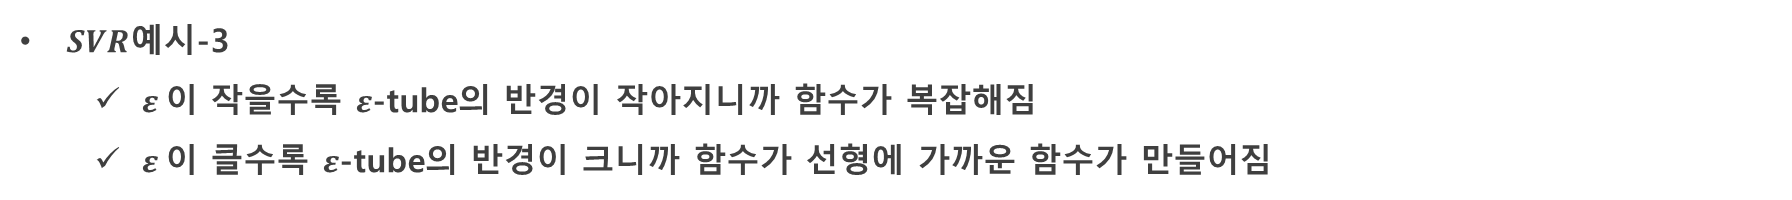 • SVR예시-3
✓ ε이 작을수록 ε-tube의 반경이 작아지니까 함수가 복잡해짐
✓ ε이 클수록 ε-tube의 반경이 크니까 함수가 선형에 가까운 함수가 만들어짐